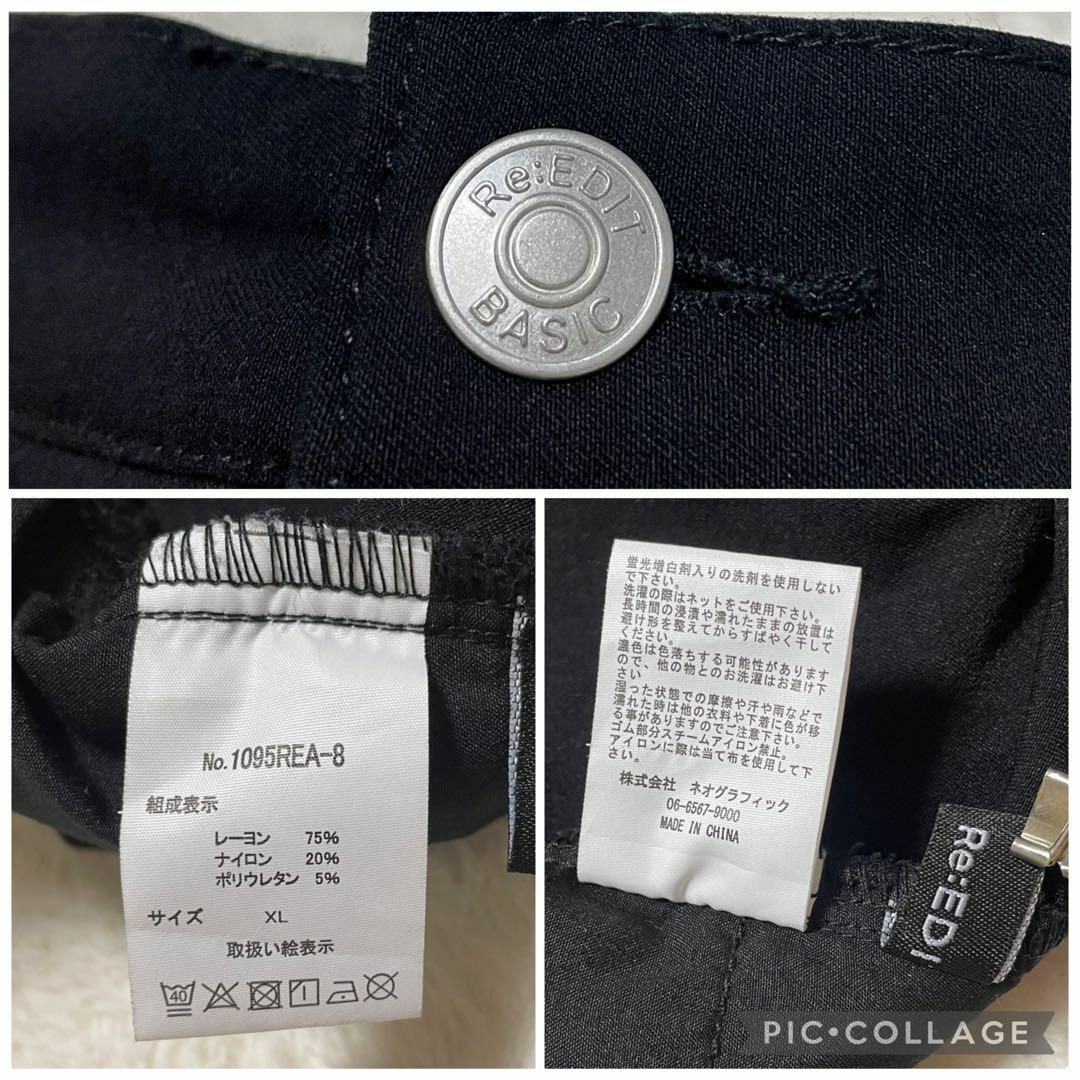 Re:EDIT
BASIC
No.1095REA-8
組成表示
レーヨン 75%
ナイロン 20%
ポリウレタン 5%
サイズ XL
取扱い絵表示
40
蛍光増白剤入りの洗剤を使用しない
で下さい。
洗濯の際はネットをご使用下さい。
長時間の浸漬や濡れたままの放置は
避け形を整えてからすばやく干して
ください。
濃色は色落ちする可能性があります
ので、他の物とのお洗濯はお避け下
さい
湿った状態での摩擦や汗や雨などで
濡れた時は他の衣料や下着に色が移
る事がありますのでご注意下さい。
ゴム部分スチームアイロン禁止。
アイロンに際は当て布を使用して下
さい。
株式会社 ネオグラフィック
06-6567-9000
MADE IN CHINA
Re:EDI
PIC•COLLAGE